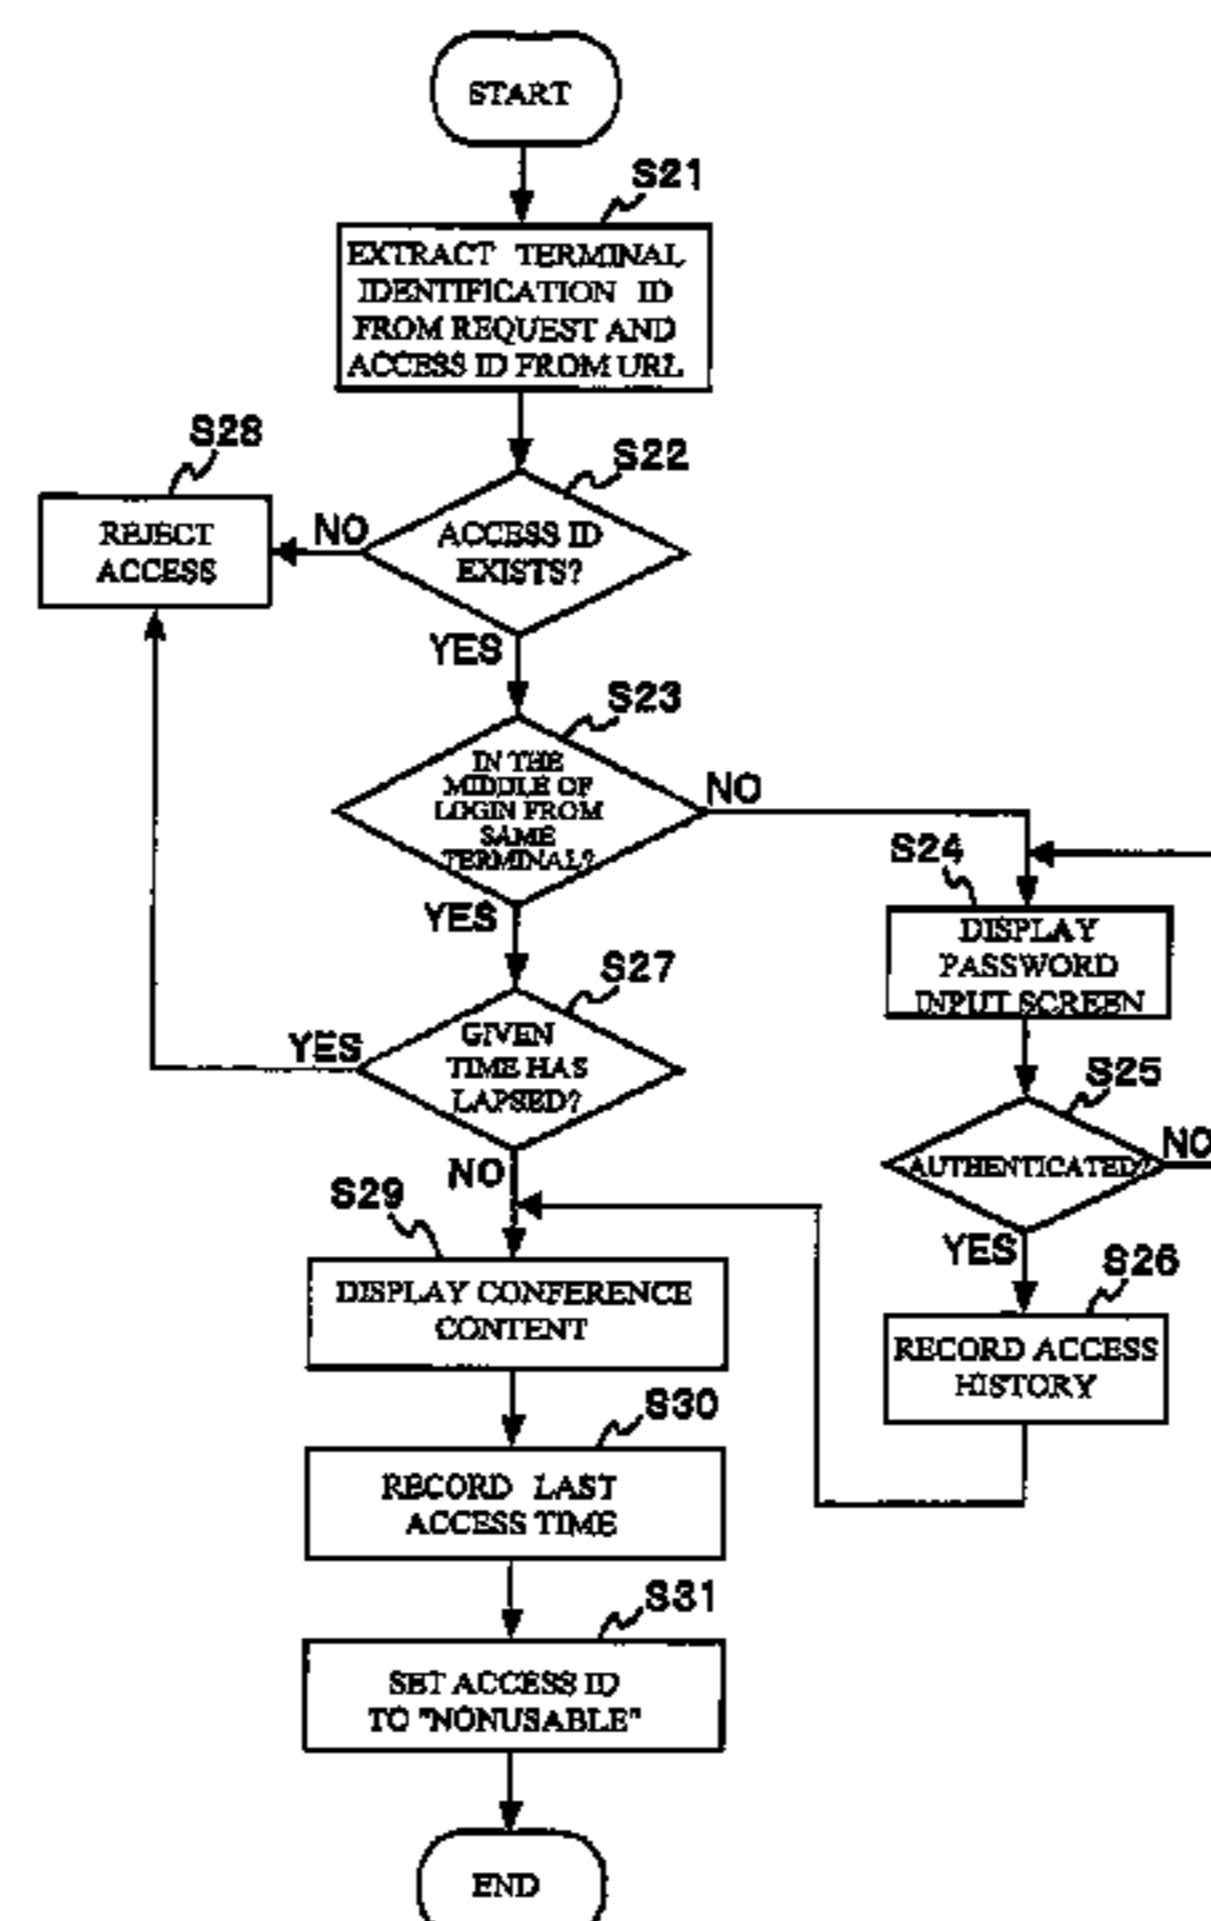 START
S21
EXTRACT TERMINAL
IDENTIFICATION ID
FROM REQUEST AND
ACCESS ID FROM URL
S28
REJECT
ACCESS
NO
S22
ACCESS ID
EXISTS?
YES
S23
IN THE
MIDDLE OF
LOGIN FROM
SAME
TERMINAL?
NO
YES
S24
DISPLAY
PASSWORD
INPUT SCREEN
S27
GIVEN
TIME HAS
LAPSED?
YES
NO
S25
AUTHENTICATED?
NO
YES
S26
RECORD ACCESS
HISTORY
S29
DISPLAY CONFERENCE
CONTENT
S30
RECORD LAST
ACCESS TIME
S31
SET ACCESS ID
TO "NONUSABLE"
END